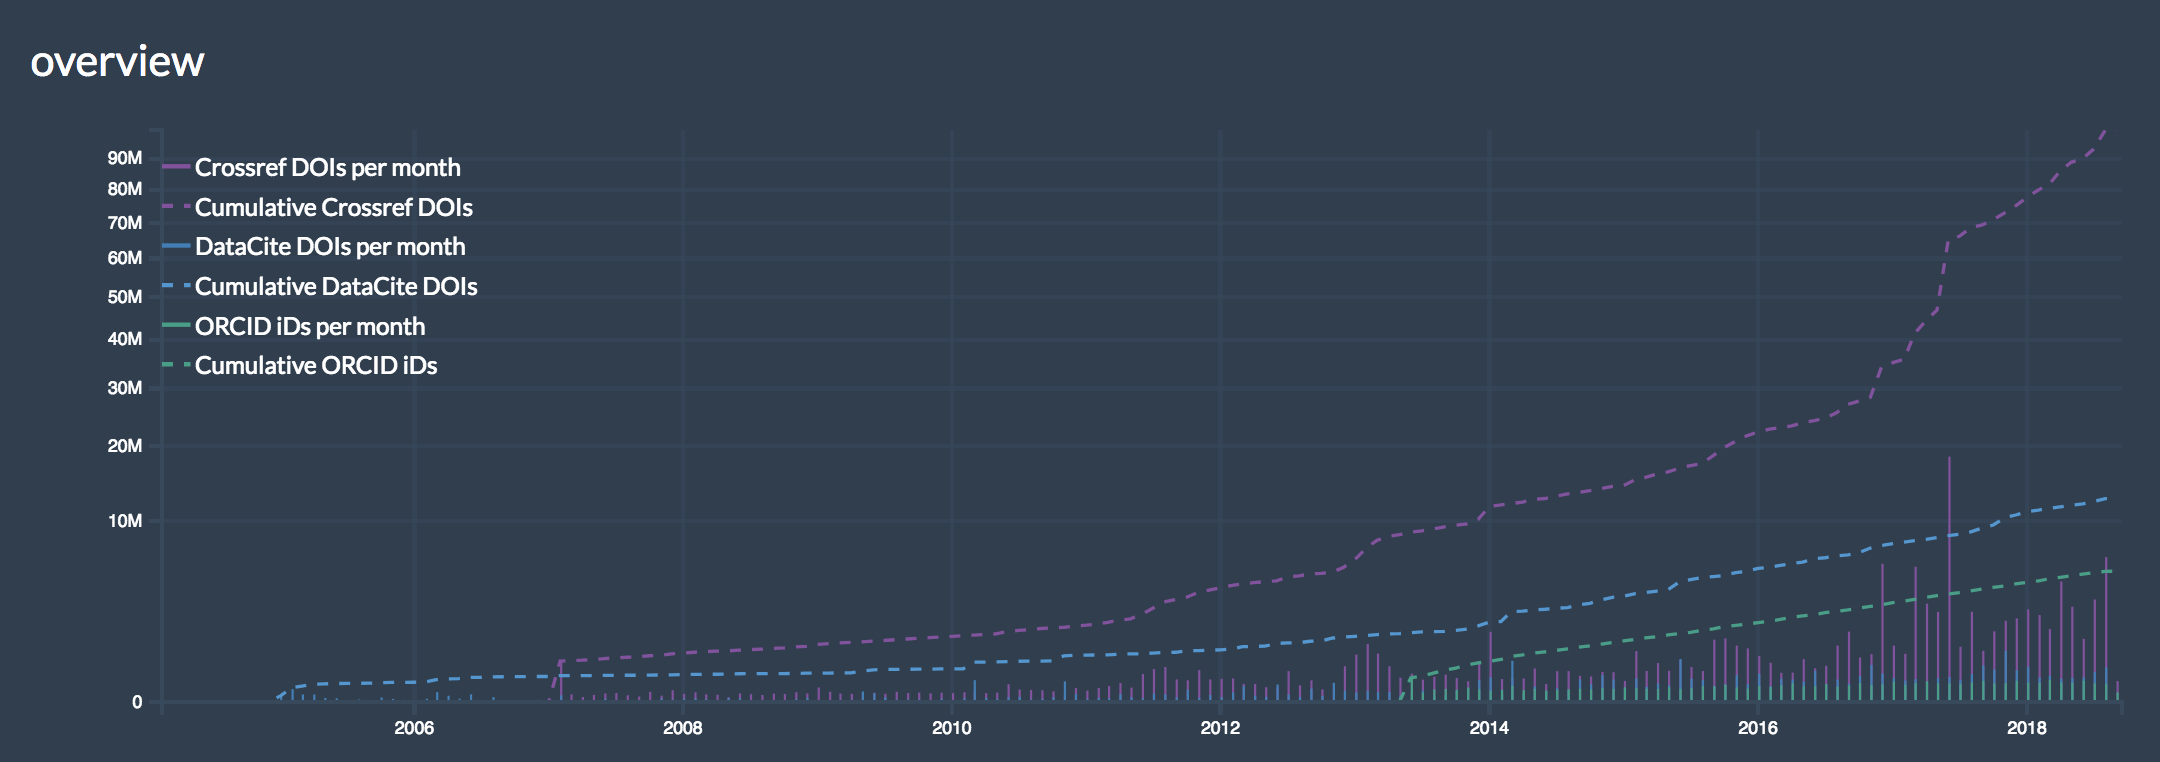 overview
90M
80M
70M
60M
50M
40M
30M
20M
10M
0
Crossref DOIs per month
Cumulative Crossref DOIs
DataCite DOIs per month
Cumulative DataCite DOIs
ORCID iDs per month
Cumulative ORCID iDs
2006 2008 2010 2012 2014 2016 2018